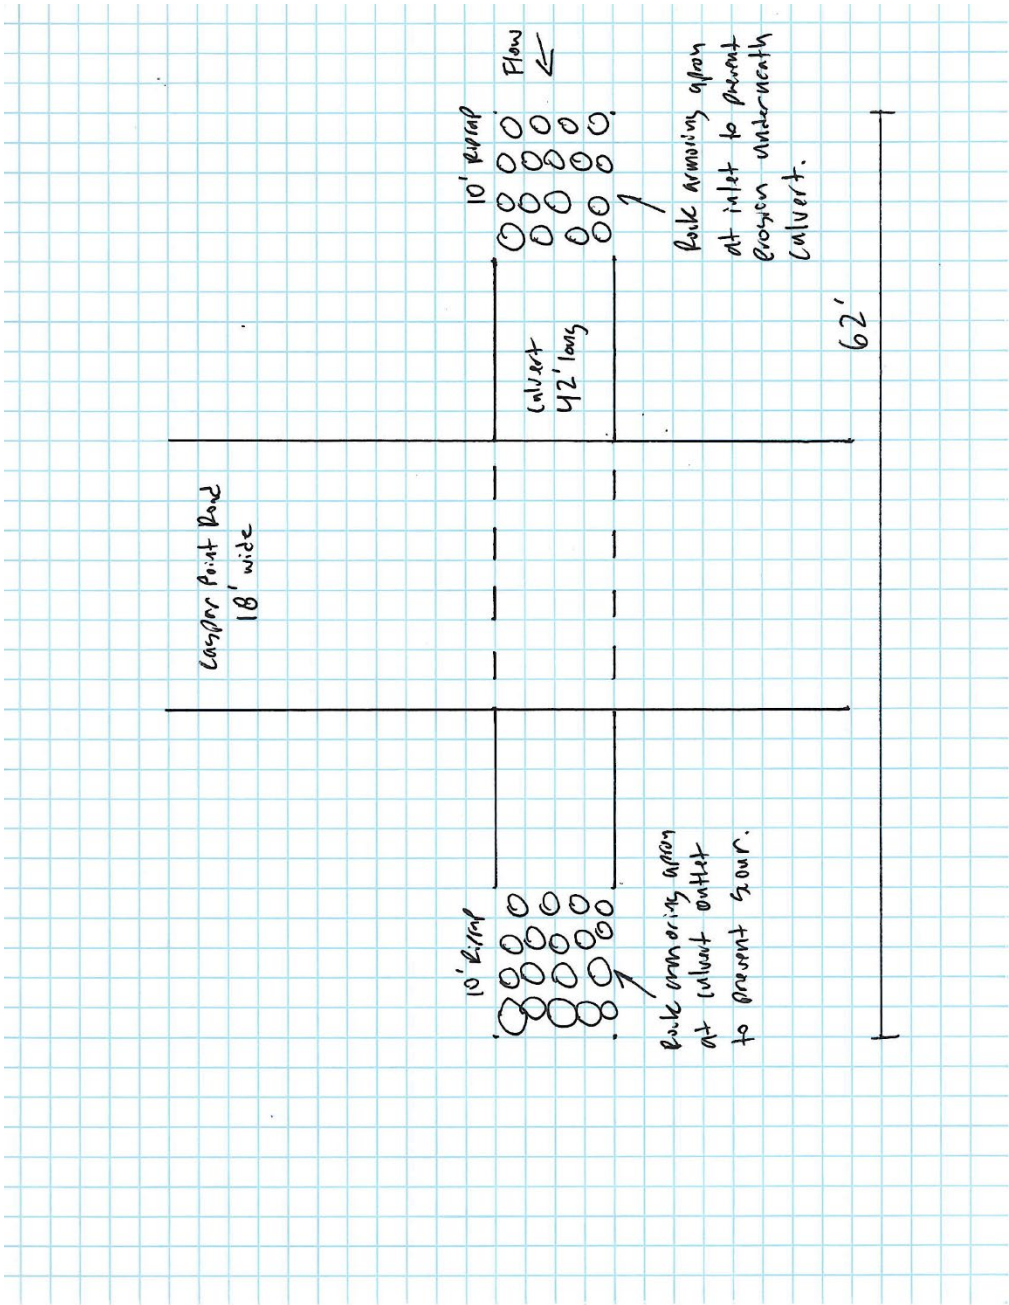 Caspar Point Road
18' wide
10' RipRap
10' RipRap
Flow
Culvert
42' long
Rock armoring apron
at culvert outlet
to prevent scour.
Rock armoring apron
at inlet to prevent
erosion underneath
culvert.
62'